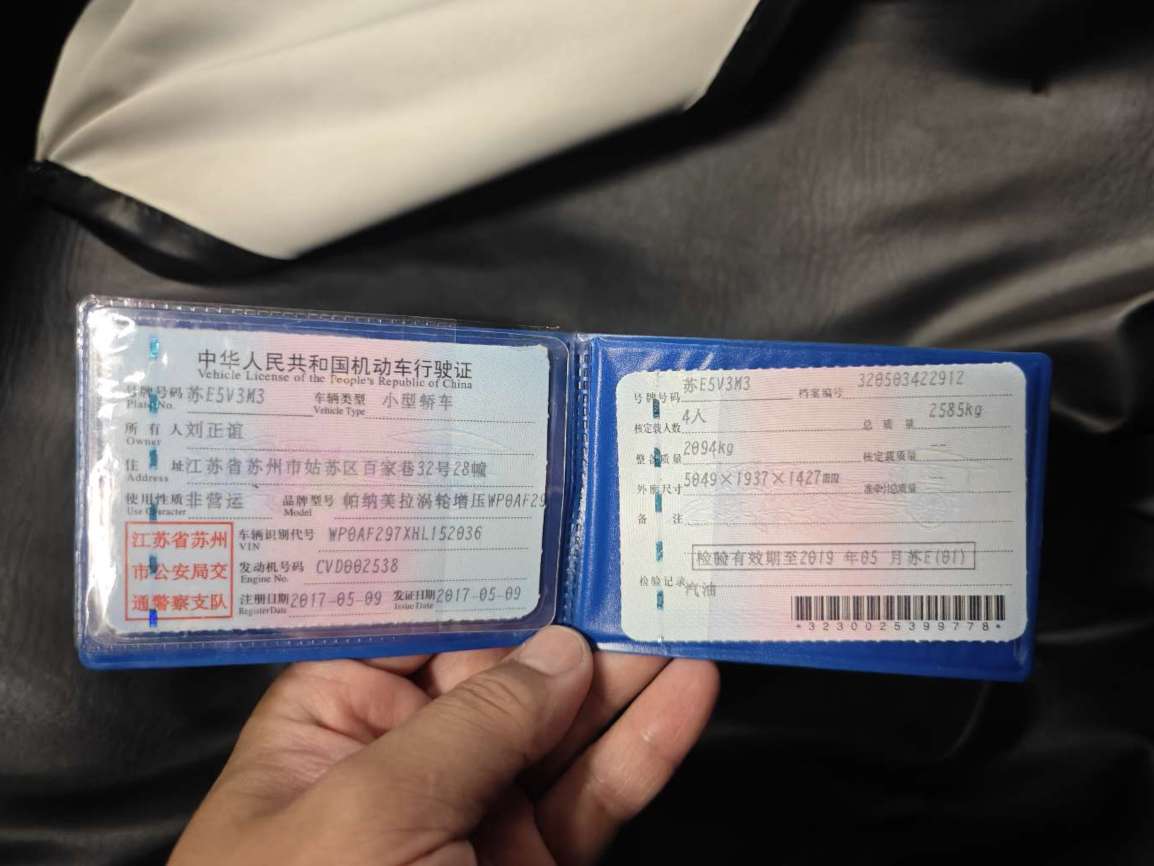 中华人民共和国机动车行驶证
Vehicle License of the People's Republic of China
号牌号码 苏E5V3M3 车辆类型 小型轿车
Plate No. Vehicle Type
所有人 刘正谊
Owner
住址 江苏省苏州市姑苏区百家巷32号28幢
Address
使用性质 非营运 品牌型号 帕纳美拉涡轮增压WP0AF29
Use Character Model
江苏省苏州
市公安局交
通警察支队
车辆识别代号 WP0AF297XHL152036
VIN
发动机号码 CVD002538
Engine No.
注册日期 2017-05-09 发证日期 2017-05-09
Register Date Issue Date
号牌号码 苏E5V3M3 档案编号 320503422912
核定载人数 4人 总质量 2585kg
整备质量 2094kg 核定载质量 --
外廓尺寸 5049×1937×1427 准牵引总质量 --
备注
检验有效期至2019年05月苏E(01)
检验记录
汽油
*3230025399778*